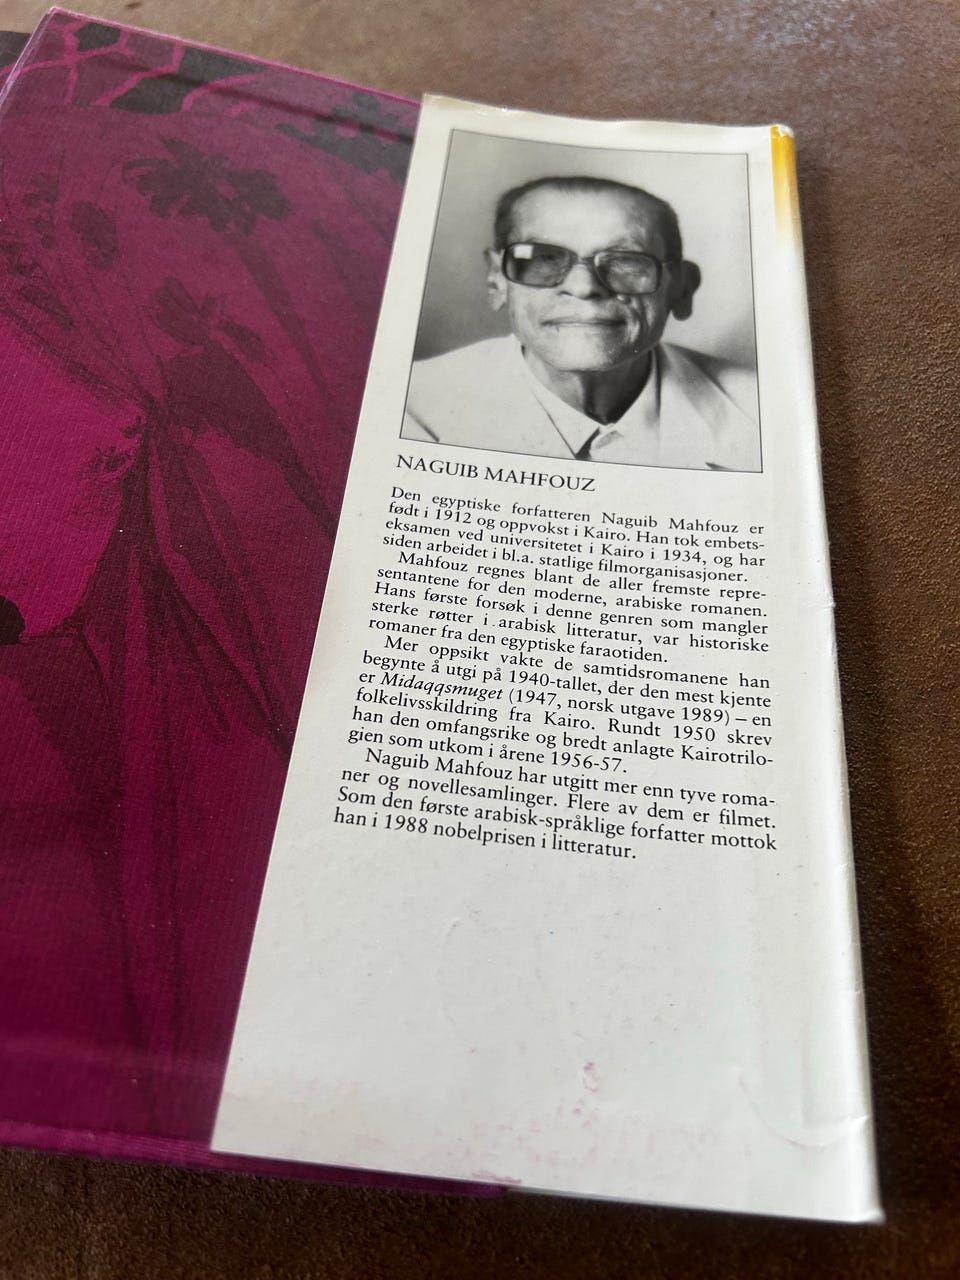 NAGUIB MAHFOUZ
Den egyptiske forfatteren Naguib Mahfouz er
født i 1912 og oppvokst i Kairo. Han tok embets-
eksamen ved universitetet i Kairo i 1934, og har
siden arbeidet i bl.a. statlige filmorganisasjoner.
Mahfouz regnes blant de aller fremste repre-
sentantene for den moderne, arabiske romanen.
Hans første forsøk i denne genren som mangler
sterke røtter i arabisk litteratur, var historiske
romaner fra den egyptiske faraotiden.
Mer oppsikt vakte de samtidsromanene han
begynte å utgi på 1940-tallet, der den mest kjente
er Midaqqsmuget (1947, norsk utgave 1989) – en
folkelivsskildring fra Kairo. Rundt 1950 skrev
han den omfangsrike og bredt anlagte Kairotrilo-
gien som utkom i årene 1956-57.
Naguib Mahfouz har utgitt mer enn tyve roma-
ner og novellesamlinger. Flere av dem er filmet.
Som den første arabisk-språklige forfatter mottok
han i 1988 nobelprisen i litteratur.